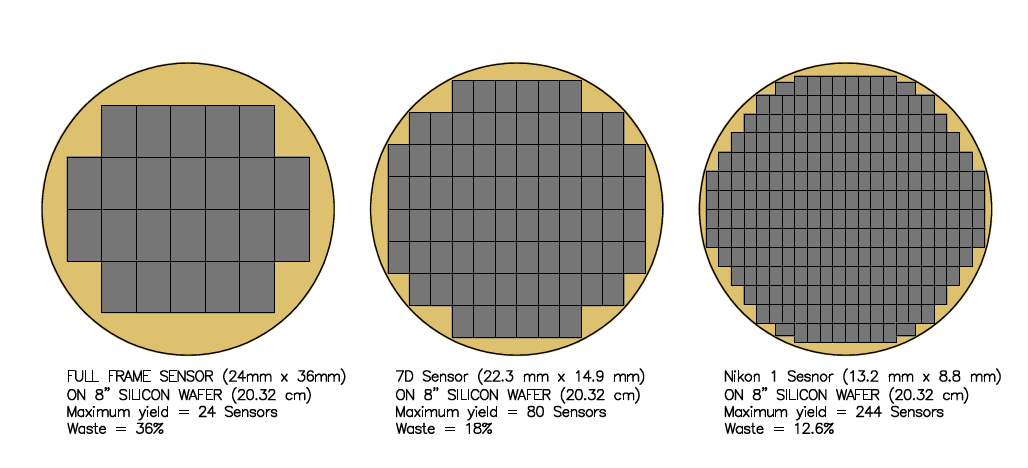 FULL FRAME SENSOR (24mm x 36mm)
ON 8" SILICON WAFER (20.32 cm)
Maximum yield = 24 Sensors
Waste = 36%
7D Sensor (22.3 mm x 14.9 mm)
ON 8" SILICON WAFER (20.32 cm)
Maximum yield = 80 Sensors
Waste = 18%
Nikon 1 Sesnor (13.2 mm x 8.8 mm)
ON 8" SILICON WAFER (20.32 cm)
Maximum yield = 244 Sensors
Waste = 12.6%